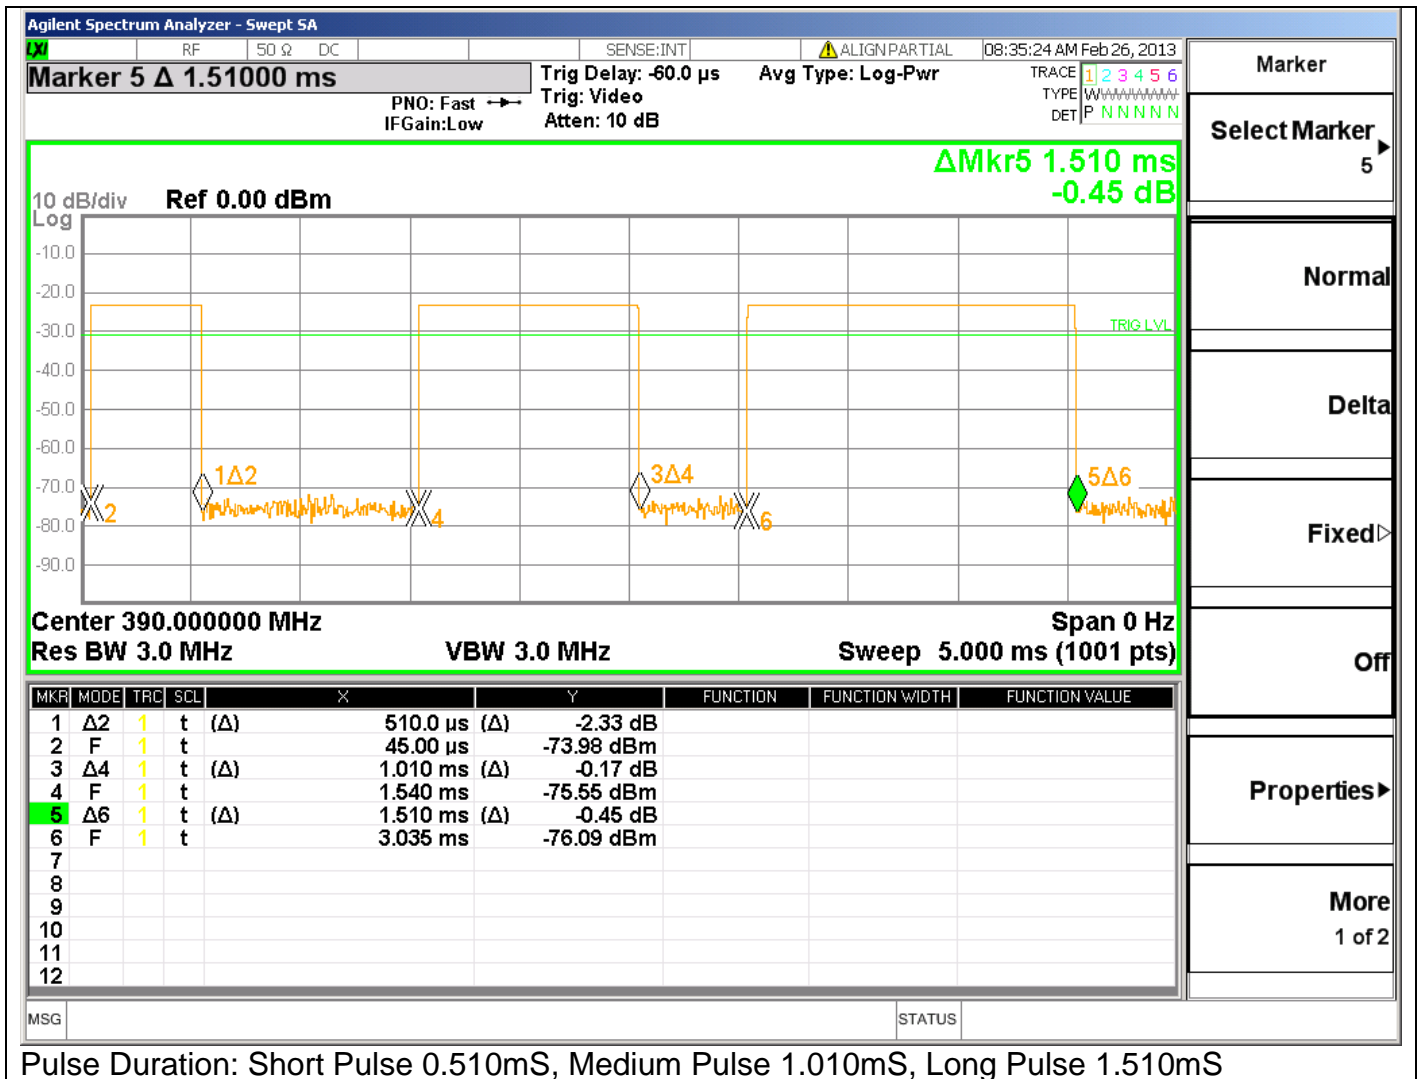 Agilent Spectrum Analyzer - Swept SA
LXI RF 50 Ω DC SENSE:INT ALIGN PARTIAL 08:35:24 AM Feb 26, 2013
Marker 5 Δ 1.51000 ms
PNO: Fast
IFGain:Low
Trig Delay: -60.0 µs
Trig: Video
Atten: 10 dB
Avg Type: Log-Pwr
TRACE 1 2 3 4 5 6
TYPE WWWWWW
DET P N N N N N
ΔMkr5 1.510 ms
-0.45 dB
10 dB/div Ref 0.00 dBm
Log
-10.0
-20.0
-30.0
TRIG LVL
-40.0
-50.0
-60.0
-70.0
-80.0
-90.0
1Δ2
3Δ4
5Δ6
2
4
6
Center 390.000000 MHz Span 0 Hz
Res BW 3.0 MHz VBW 3.0 MHz Sweep 5.000 ms (1001 pts)
MKR MODE TRC SCL X Y FUNCTION FUNCTION WIDTH FUNCTION VALUE
1 Δ2 1 t (Δ) 510.0 µs (Δ) -2.33 dB
2 F 1 t 45.00 µs -73.98 dBm
3 Δ4 1 t (Δ) 1.010 ms (Δ) -0.17 dB
4 F 1 t 1.540 ms -75.55 dBm
5 Δ6 1 t (Δ) 1.510 ms (Δ) -0.45 dB
6 F 1 t 3.035 ms -76.09 dBm
7
8
9
10
11
12
MSG STATUS
Marker
Select Marker
5
Normal
Delta
Fixed
Off
Properties
More
1 of 2
Pulse Duration: Short Pulse 0.510mS, Medium Pulse 1.010mS, Long Pulse 1.510mS